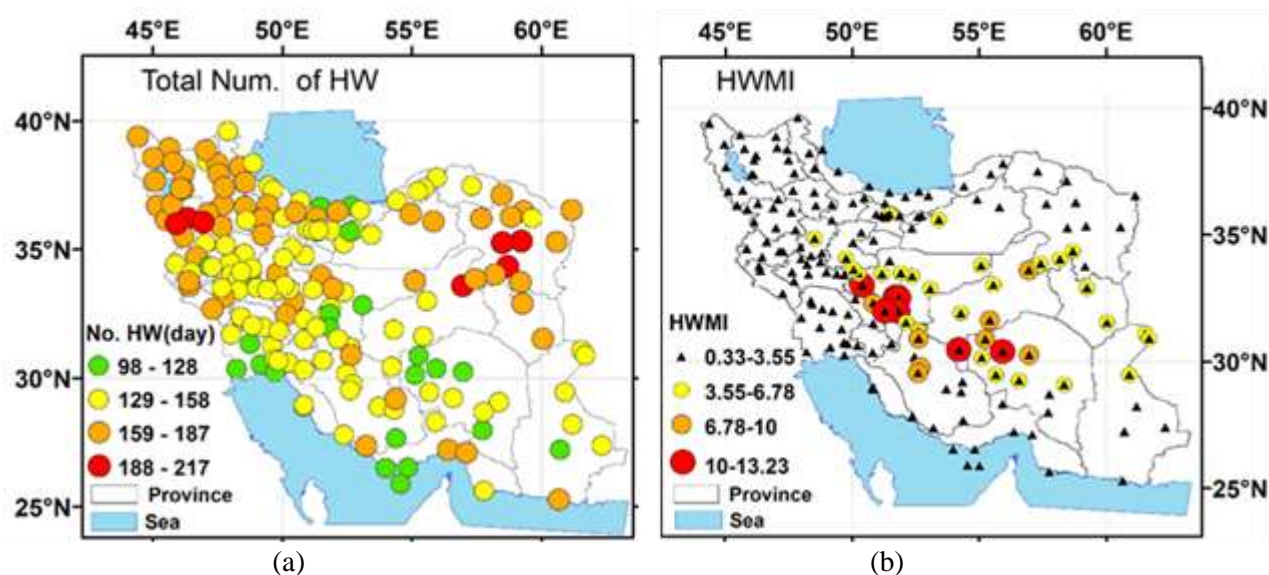 45°E 50°E 55°E 60°E
Total Num. of HW
40°N
35°N
30°N
25°N
No. HW(day)
98 - 128
129 - 158
159 - 187
188 - 217
Province
Sea
(a)
45°E 50°E 55°E 60°E
HWMI
40°N
35°N
30°N
25°N
HWMI
0.33-3.55
3.55-6.78
6.78-10
10-13.23
Province
Sea
(b)